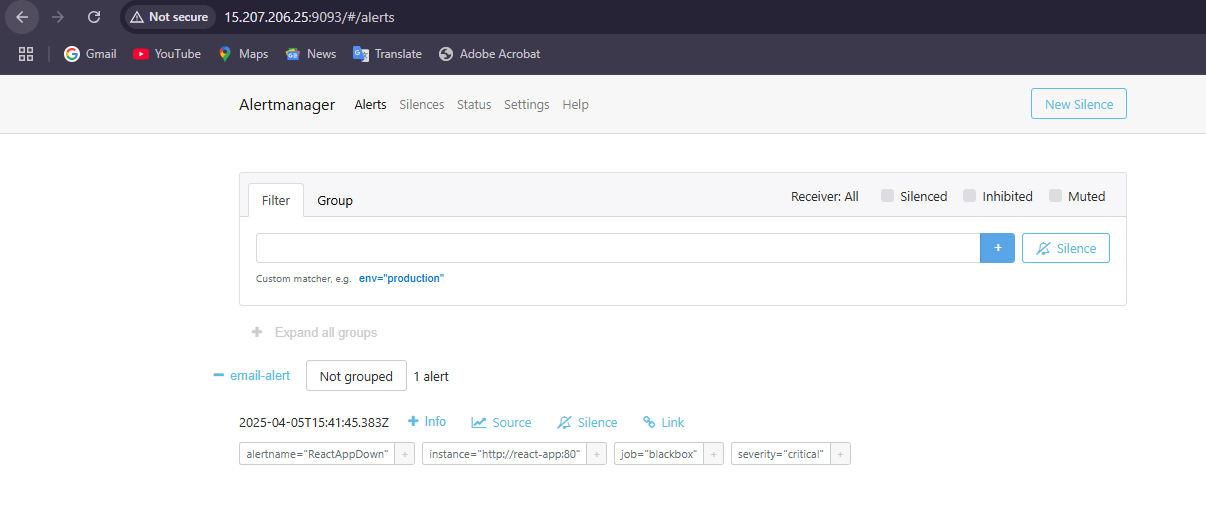 Not secure 15.207.206.25:9093/#/alerts
Gmail YouTube Maps News Translate Adobe Acrobat
Alertmanager Alerts Silences Status Settings Help New Silence
Filter Group Receiver: All Silenced Inhibited Muted
+ Silence
Custom matcher, e.g. env="production"
+ Expand all groups
− email-alert Not grouped 1 alert
2025-04-05T15:41:45.383Z + Info Source Silence Link
alertname="ReactAppDown" + instance="http://react-app:80" + job="blackbox" + severity="critical" +